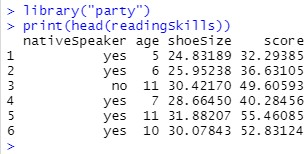 > library("party")
> print(head(readingSkills))
  nativeSpeaker age shoeSize    score
1           yes   5 24.83189 32.29385
2           yes   6 25.95238 36.63105
3            no  11 30.42170 49.60593
4           yes   7 28.66450 40.28456
5           yes  11 31.88207 55.46085
6           yes  10 30.07843 52.83124
>